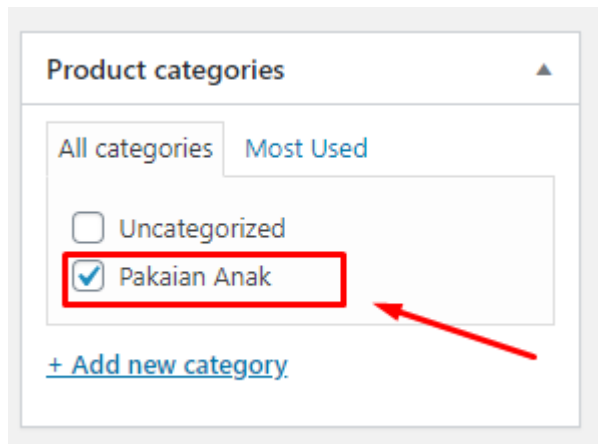 Product categories
All categories Most Used
Uncategorized
Pakaian Anak
+ Add new category